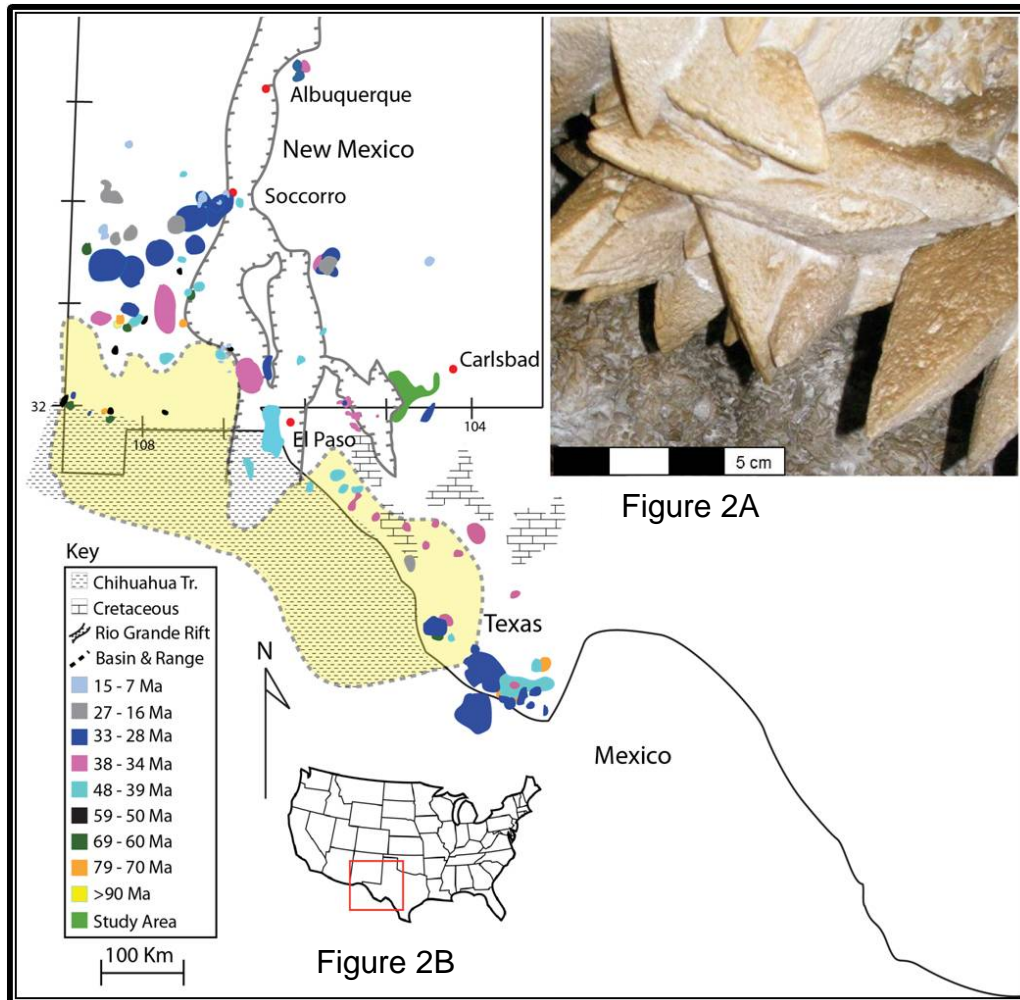 Albuquerque
New Mexico
Soccorro
Carlsbad
32
108
104
El Paso
5 cm
Figure 2A
Key
Chihuahua Tr.
Cretaceous
Rio Grande Rift
Basin & Range
15 - 7 Ma
27 - 16 Ma
33 - 28 Ma
38 - 34 Ma
48 - 39 Ma
59 - 50 Ma
69 - 60 Ma
79 - 70 Ma
>90 Ma
Study Area
100 Km
Texas
N
Mexico
Figure 2B